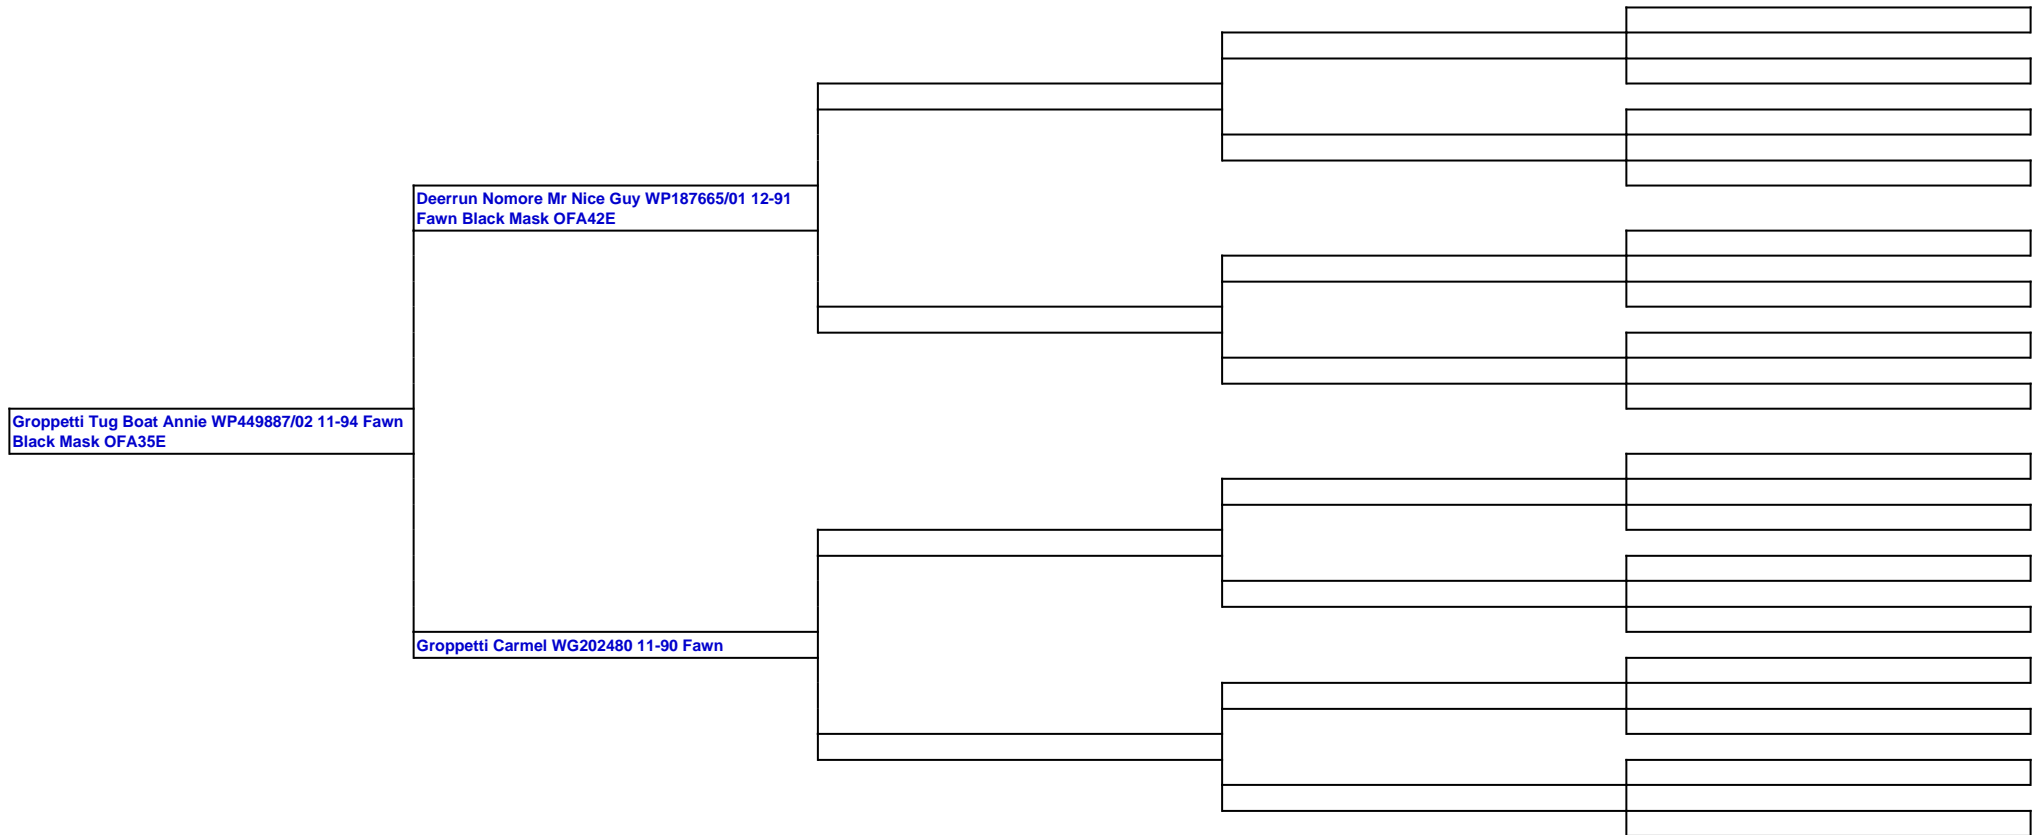 Deerrun Nomore Mr Nice Guy WP187665/01 12-91
Fawn Black Mask OFA42E
Groppetti Tug Boat Annie WP449887/02 11-94 Fawn
Black Mask OFA35E
Groppetti Carmel WG202480 11-90 Fawn